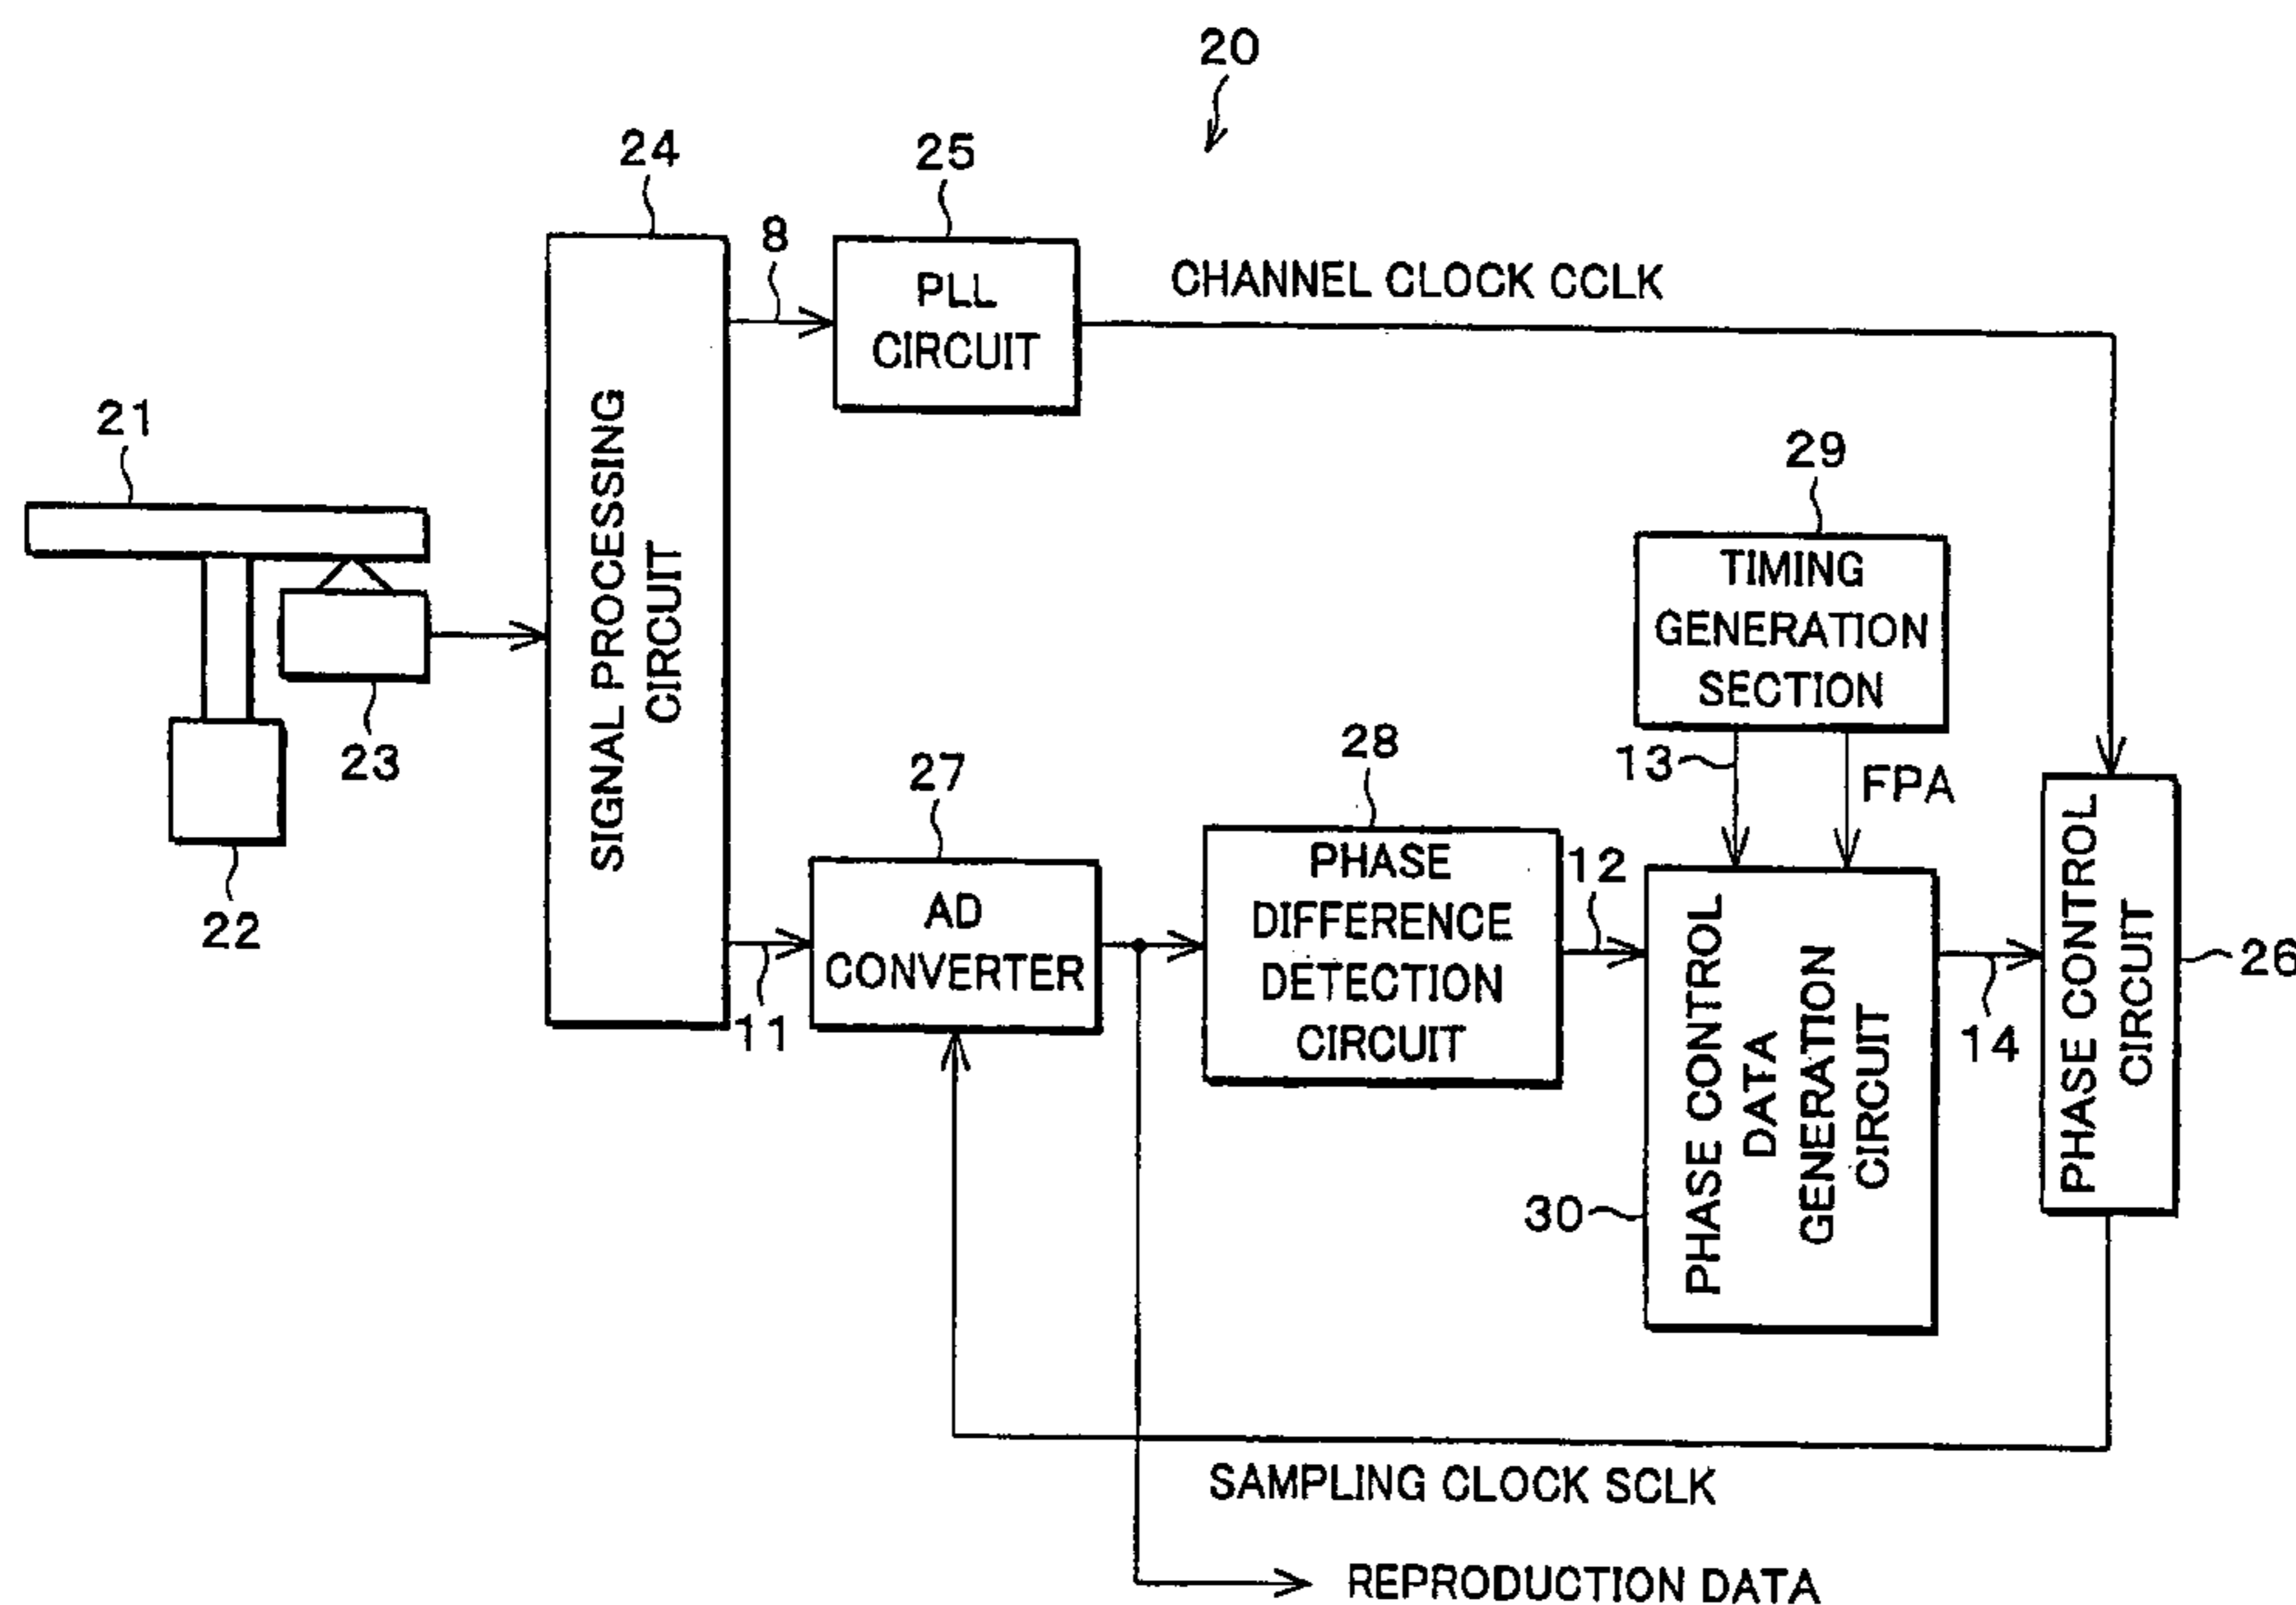 20
24
25
8
PLL
CIRCUIT
CHANNEL CLOCK CCLK
21
SIGNAL PROCESSING
CIRCUIT
29
TIMING
GENERATION
SECTION
23
22
13
FPA
27
28
AD
CONVERTER
11
PHASE
DIFFERENCE
DETECTION
CIRCUIT
12
PHASE CONTROL
DATA
GENERATION
CIRCUIT
30
14
PHASE CONTROL
CIRCUIT
26
SAMPLING CLOCK SCLK
REPRODUCTION DATA